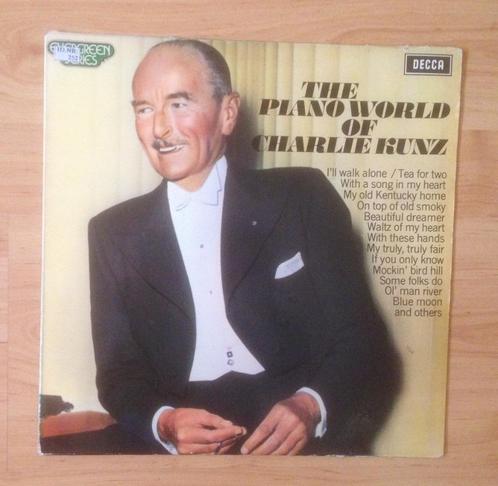 EVERGREEN
SERIES
DECCA
THE
PIANO WORLD
OF
CHARLIE KUNZ
I'll walk alone / Tea for two
With a song in my heart
My old Kentucky home
On top of old smoky
Beautiful dreamer
Waltz of my heart
With these hands
My truly, truly fair
If you only know
Mockin' bird hill
Some folks do
Ol' man river
Blue moon
and others